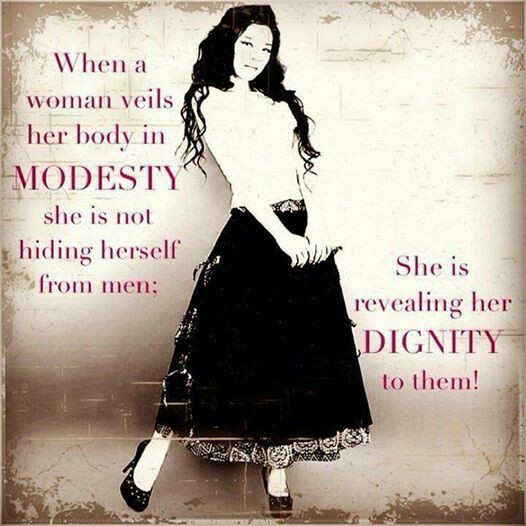 When a
woman veils
her body in
MODESTY
she is not
hiding herself
from men;
She is
revealing her
DIGNITY
to them!